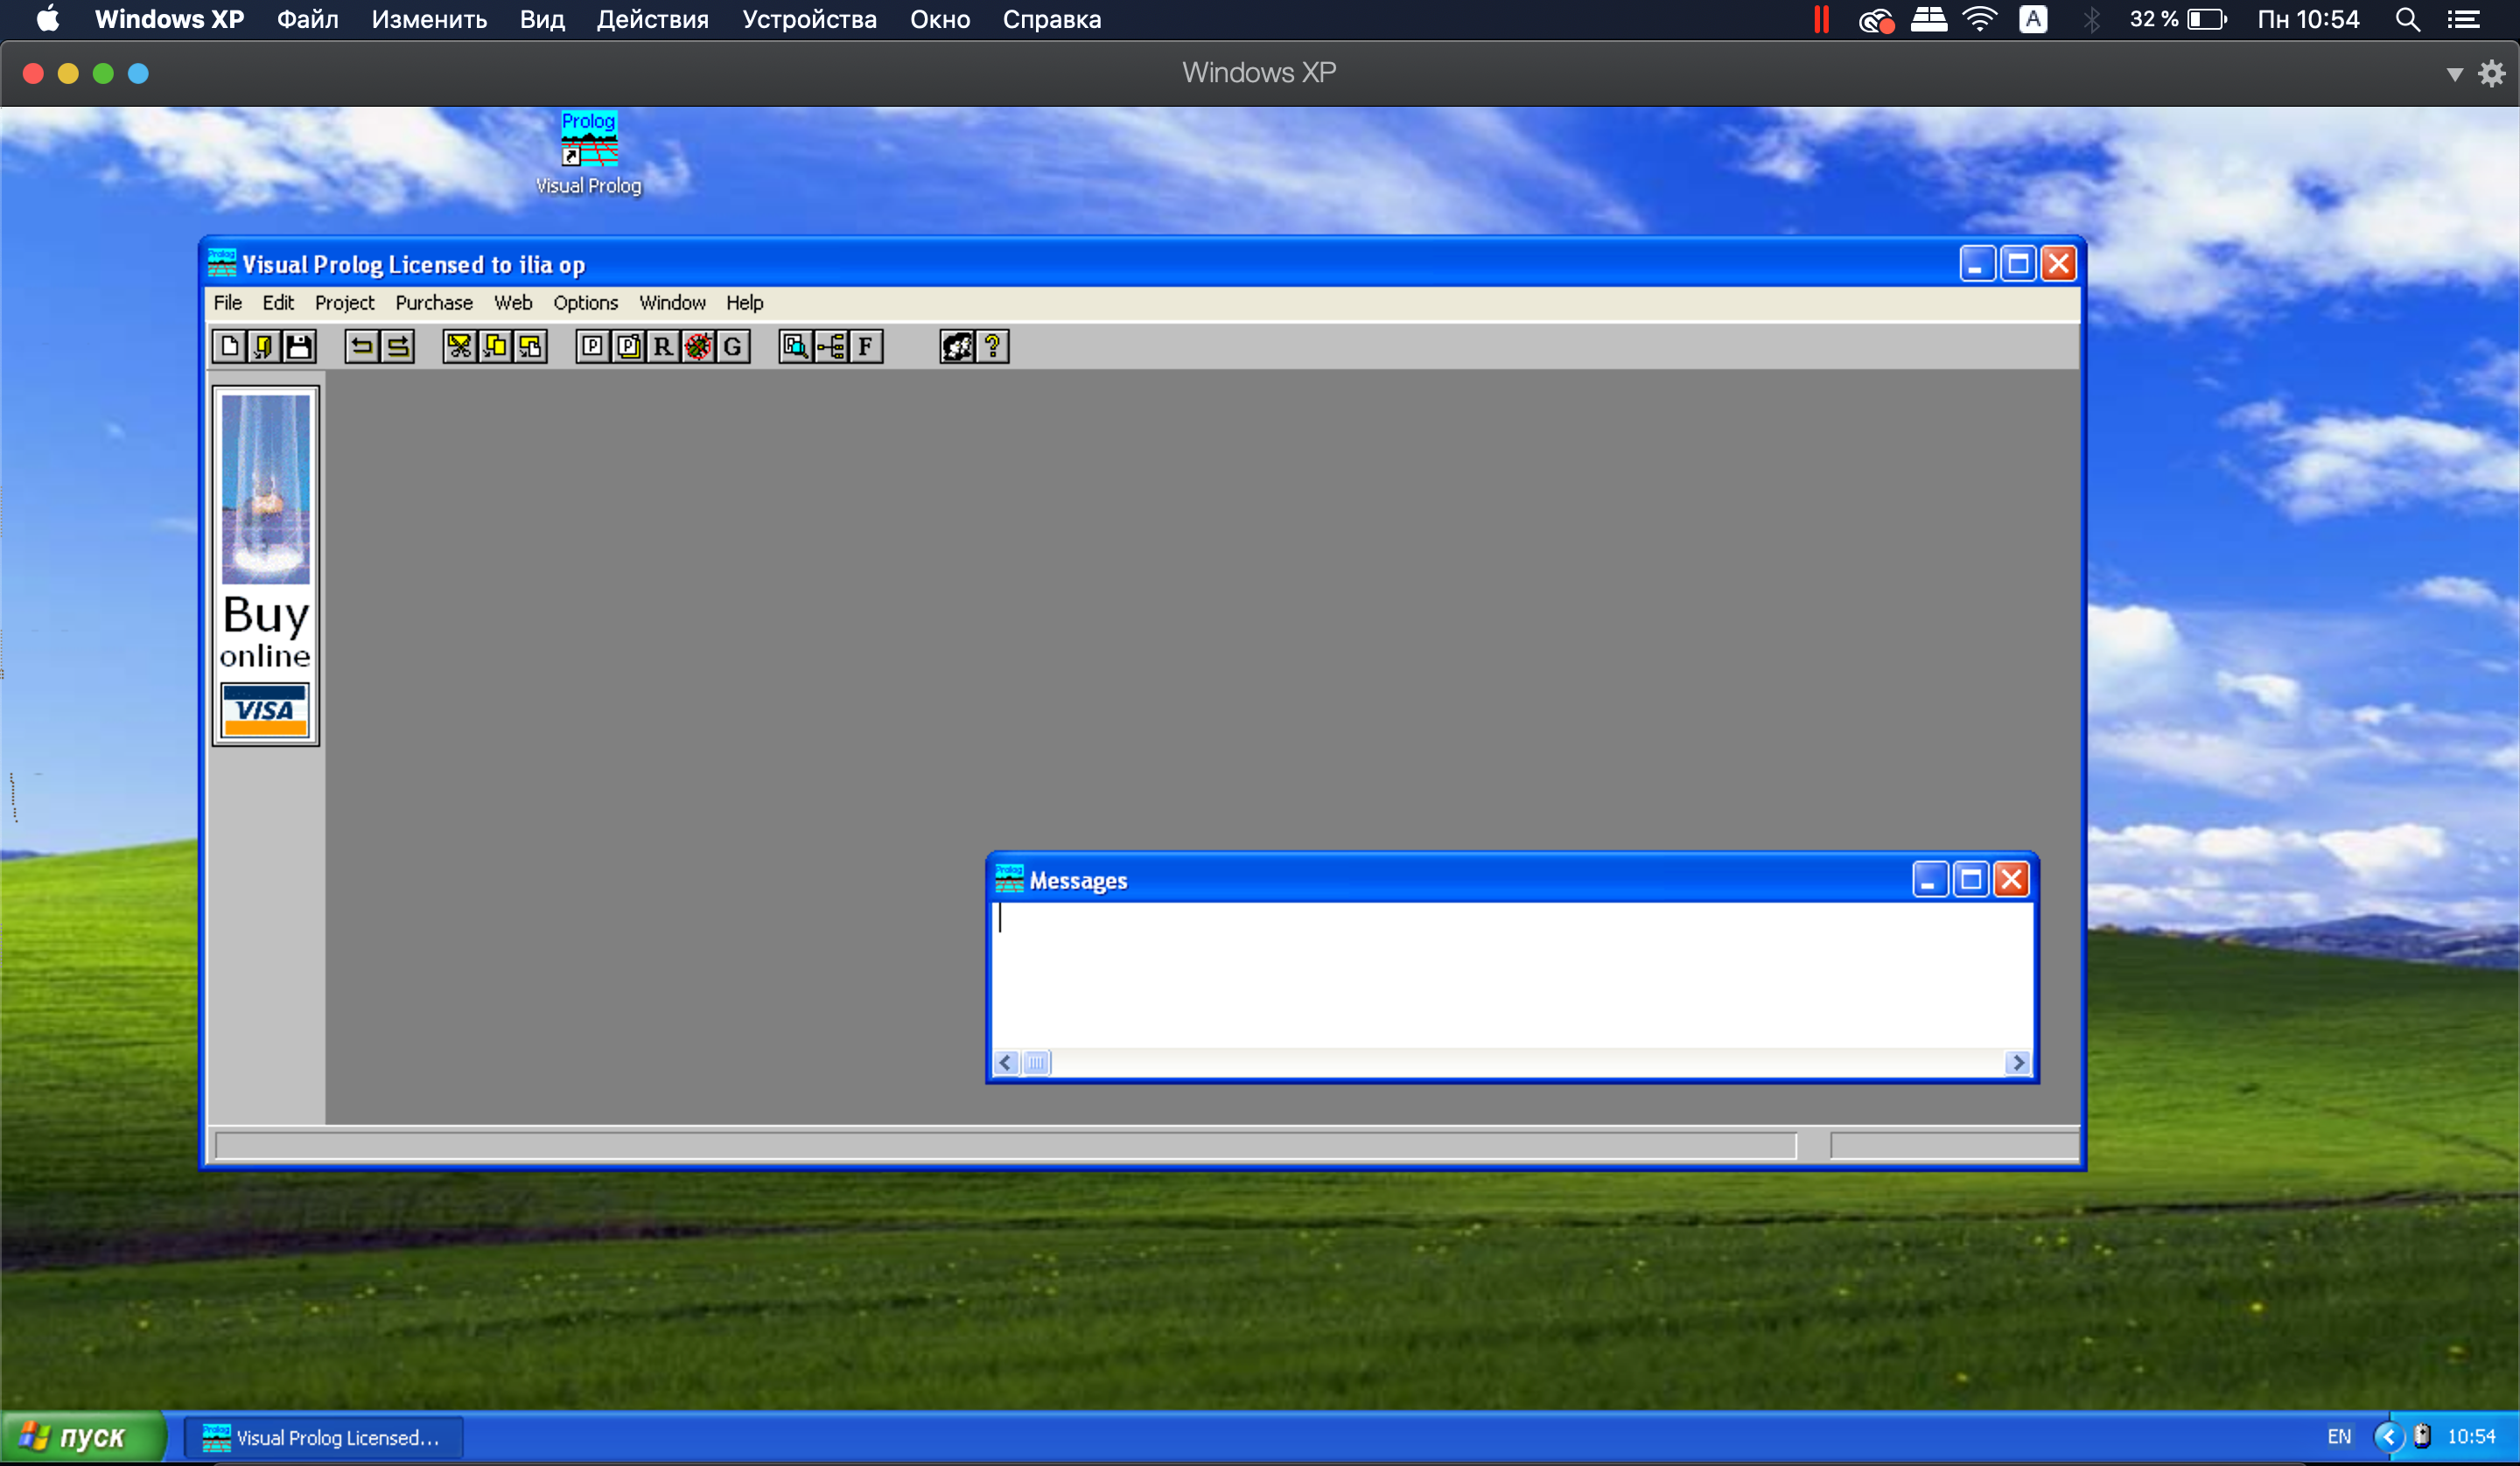 Windows XP Файл Изменить Вид Действия Устройства Окно Справка A 32 % Пн 10:54
Windows XP
Prolog
Visual Prolog
Visual Prolog Licensed to ilia op
File Edit Project Purchase Web Options Window Help
P P R G F ?
Buy
online
VISA
Messages
пуск
Visual Prolog Licensed...
EN
10:54